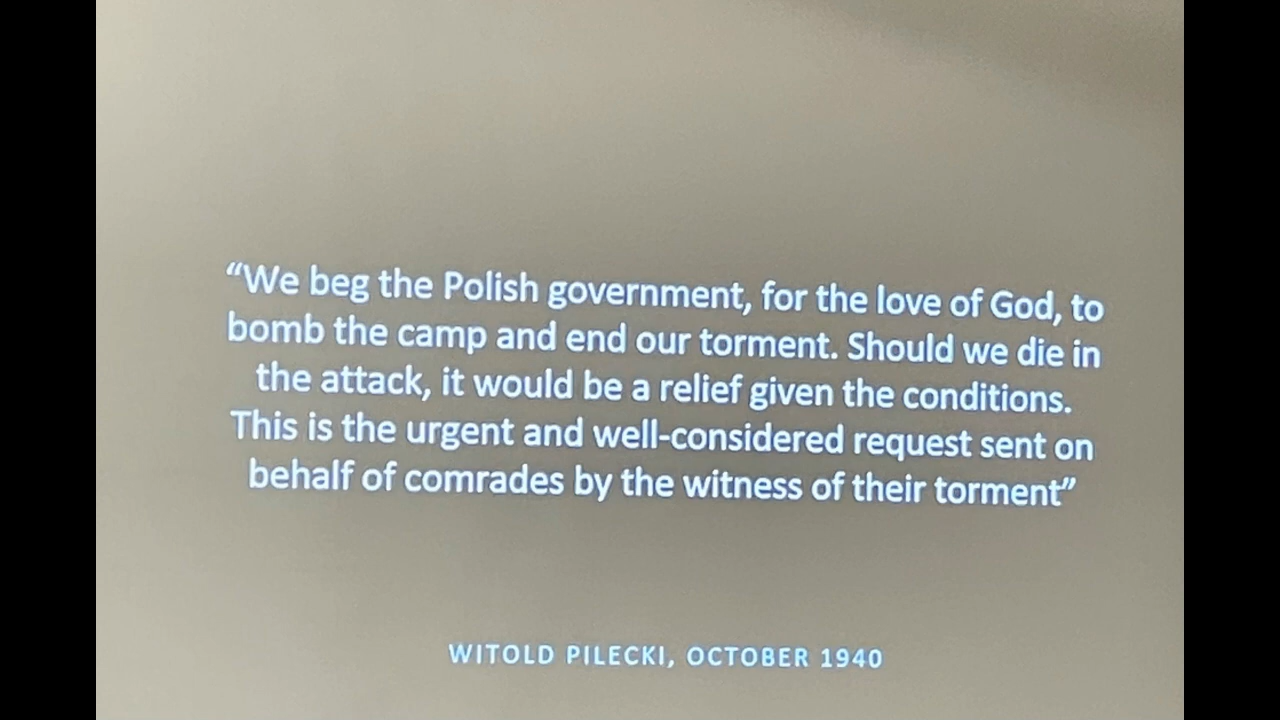 “We beg the Polish government, for the love of God, to
bomb the camp and end our torment. Should we die in
the attack, it would be a relief given the conditions.
This is the urgent and well-considered request sent on
behalf of comrades by the witness of their torment”
WITOLD PILECKI, OCTOBER 1940